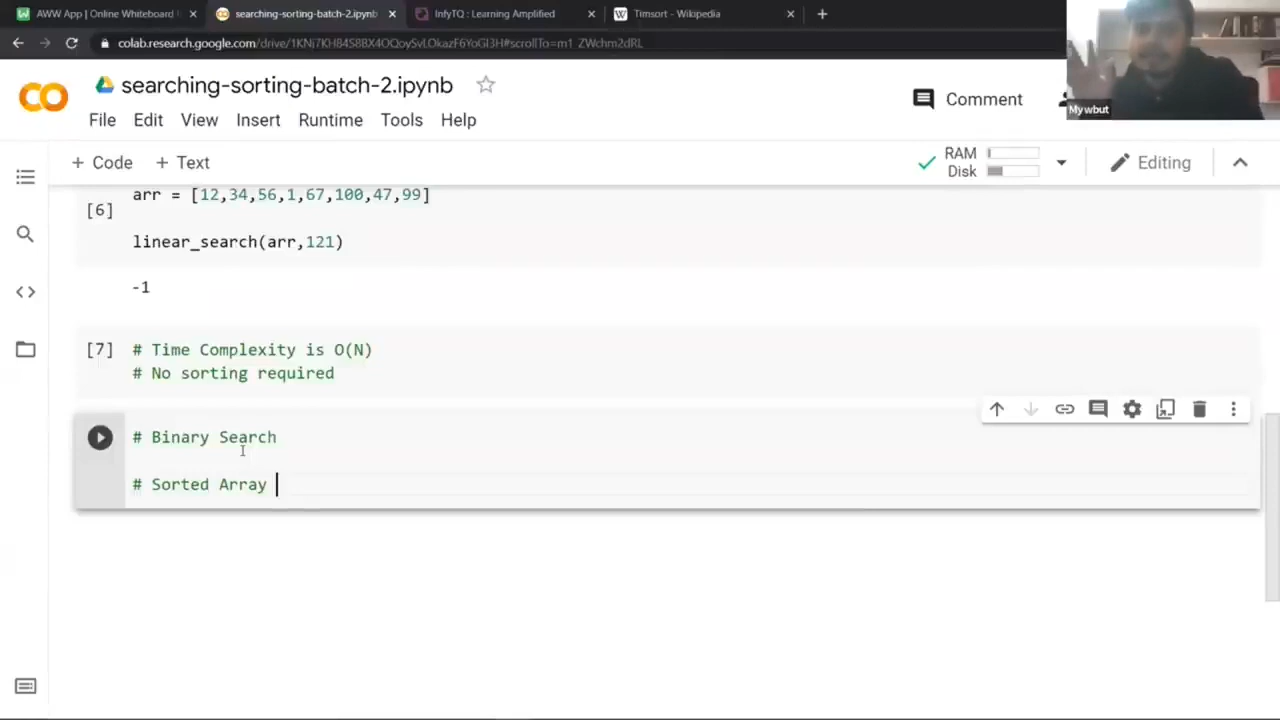 AWW App | Online Whiteboard
searching-sorting-batch-2.ipynb
InfyTQ : Learning Amplified
Timsort - Wikipedia
searching-sorting-batch-2.ipynb
File Edit View Insert Runtime Tools Help
Comment
My wbut
+ Code + Text
RAM
Disk
Editing
arr = [12,34,56,1,67,100,47,99]
[6]
linear_search(arr,121)
-1
[7] # Time Complexity is O(N)
# No sorting required
# Binary Search
# Sorted Array